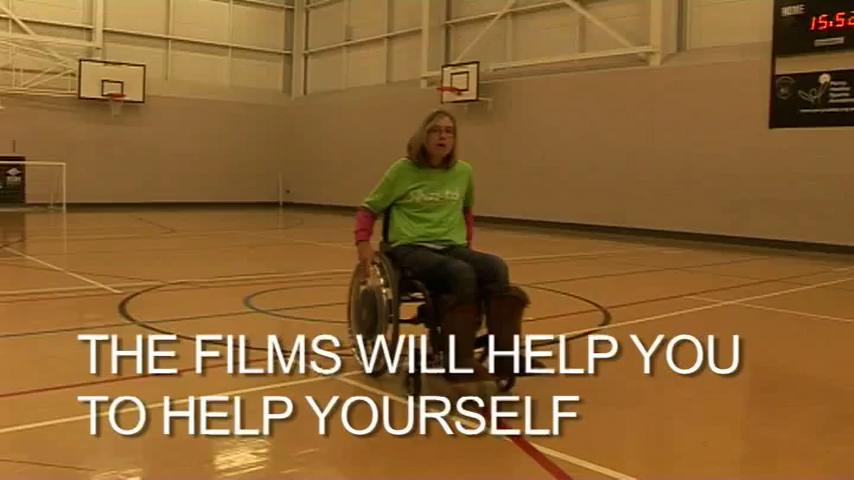 HOME
15:52
THE FILMS WILL HELP YOU
TO HELP YOURSELF